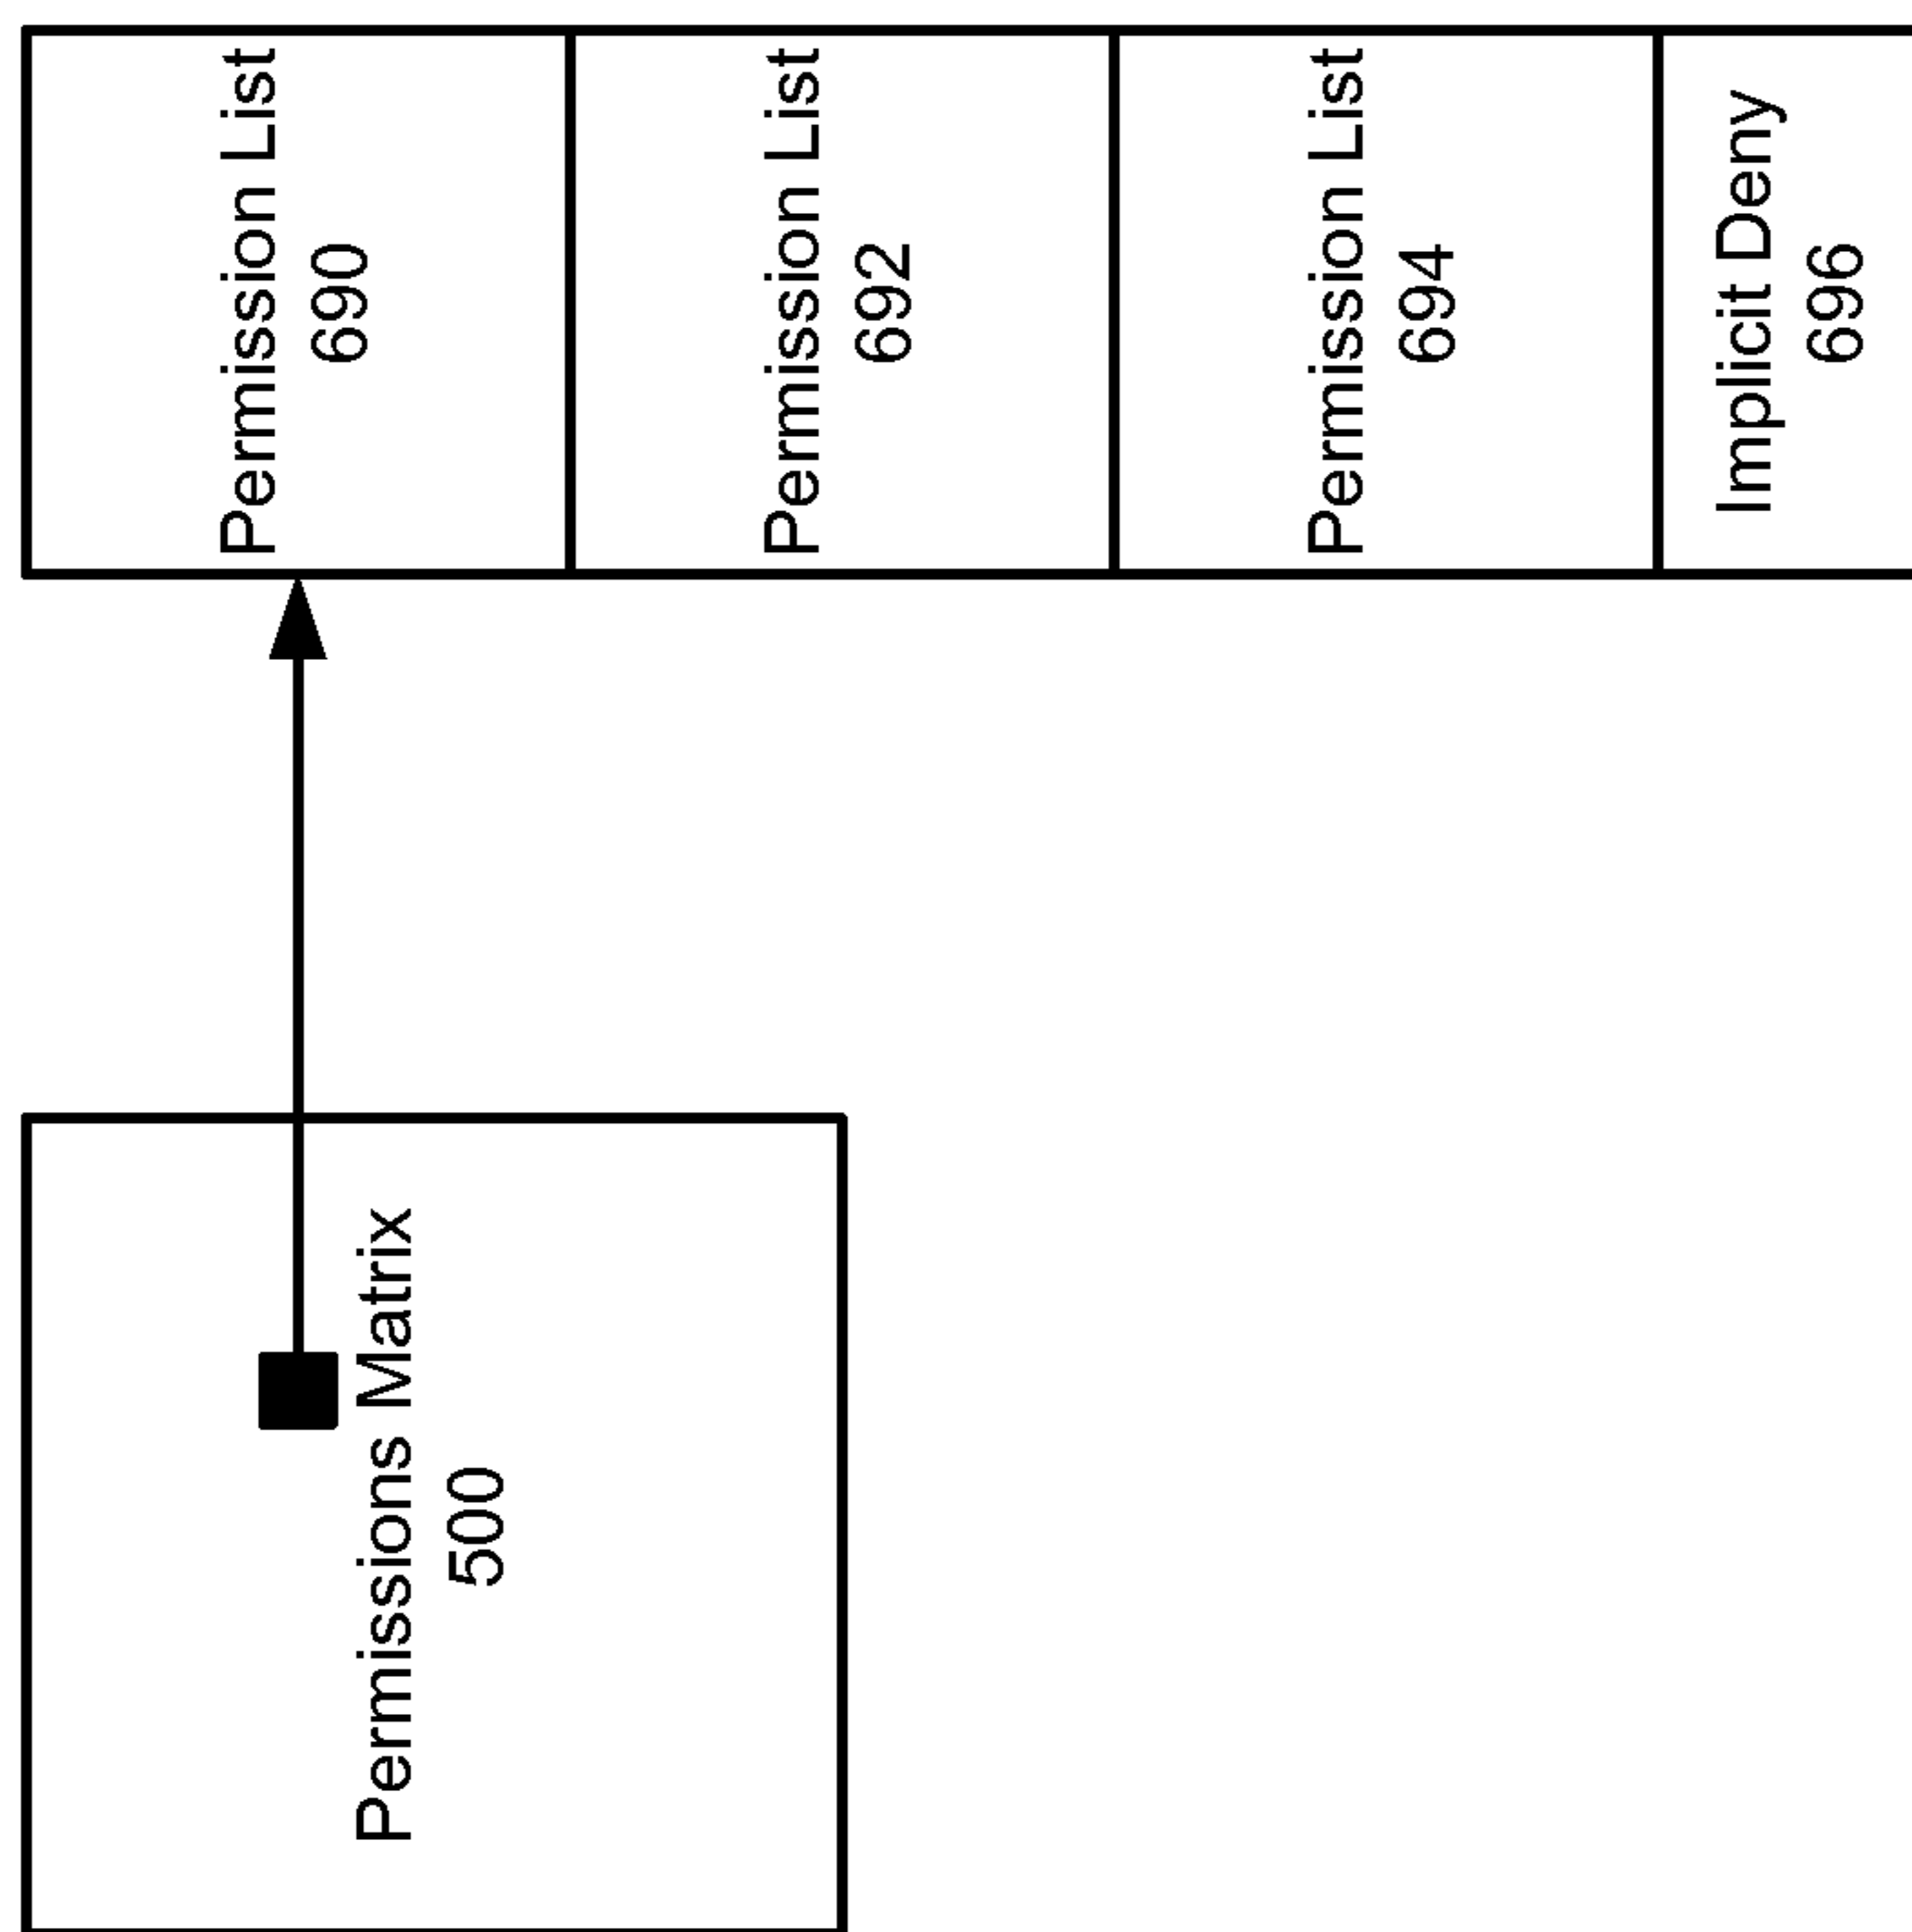 Permissions Matrix
500
Permission List
690
Permission List
692
Permission List
694
Implicit Deny
696